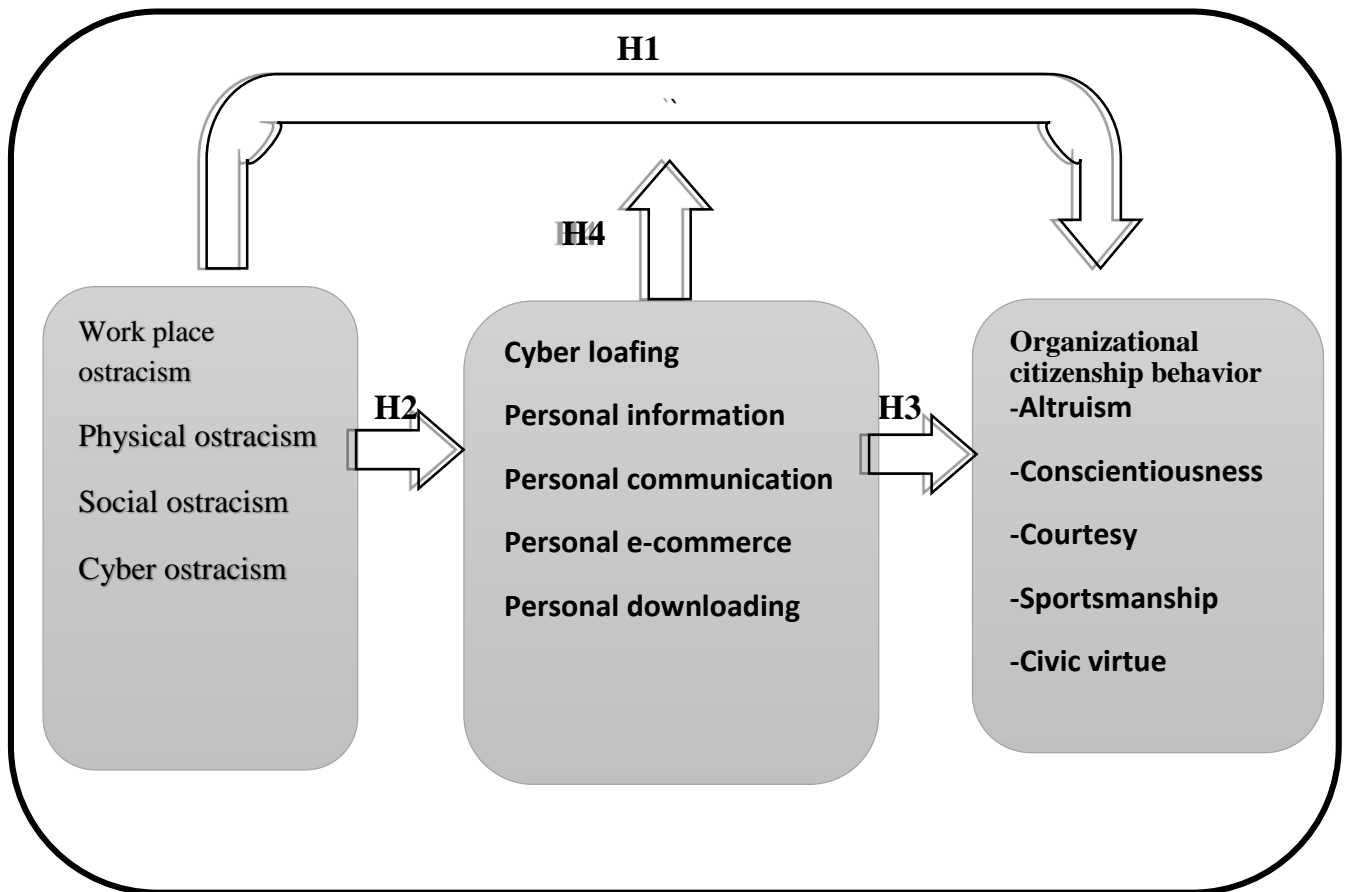 H1
H4
Work place
ostracism
Physical ostracism
Social ostracism
Cyber ostracism
H2
Cyber loafing
Personal information
Personal communication
Personal e-commerce
Personal downloading
H3
Organizational
citizenship behavior
-Altruism
-Conscientiousness
-Courtesy
-Sportsmanship
-Civic virtue